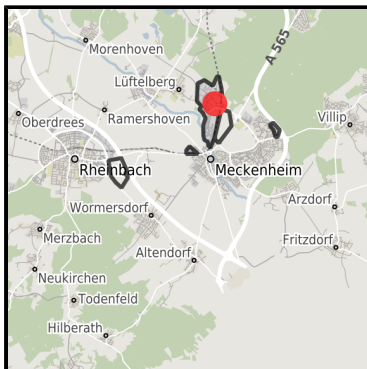 Morenhoven
A 565
Lüftelberg
Oberdrees
Ramershoven
Villip
Rheinbach
Meckenheim
Wormersdorf
Arzdorf
Merzbach
Altendorf
Fritzdorf
Neukirchen
Todenfeld
Hilberath